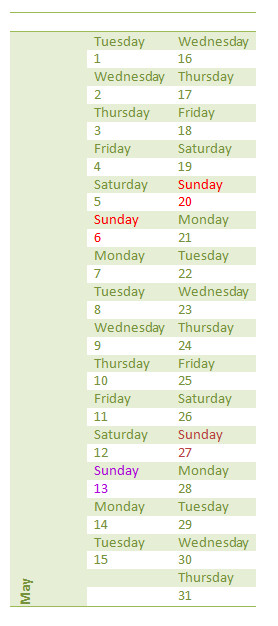 Tuesday Wednesday
1 16
Wednesday Thursday
2 17
Thursday Friday
3 18
Friday Saturday
4 19
Saturday Sunday
5 20
Sunday Monday
6 21
Monday Tuesday
7 22
Tuesday Wednesday
8 23
Wednesday Thursday
9 24
Thursday Friday
10 25
Friday Saturday
11 26
Saturday Sunday
12 27
Sunday Monday
13 28
Monday Tuesday
14 29
Tuesday Wednesday
15 30
Thursday
31
May